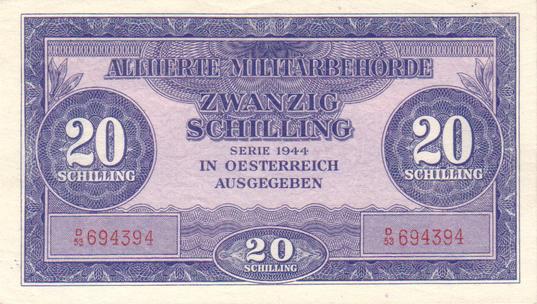 ALLIIERTE MILITÄRBEHÖRDE
ZWANZIG
SCHILLING
SERIE 1944
IN OESTERREICH
AUSGEGEBEN
20
SCHILLING
20
SCHILLING
D/53 694394
D/53 694394
20
SCHILLING